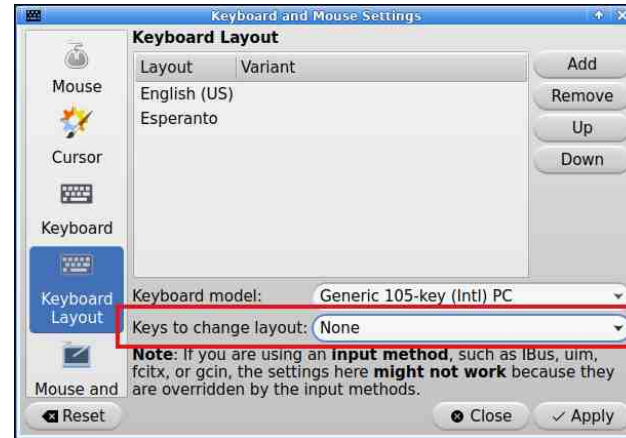 Keyboard and Mouse Settings
Mouse
Cursor
Keyboard
Keyboard
Layout
Mouse and
Keyboard Layout
Layout Variant
English (US)
Esperanto
Add
Remove
Up
Down
Keyboard model: Generic 105-key (Intl) PC
Keys to change layout: None
Note: If you are using an input method, such as IBus, uim,
fcitx, or gcin, the settings here might not work because they
are overridden by the input methods.
Reset
Close
Apply